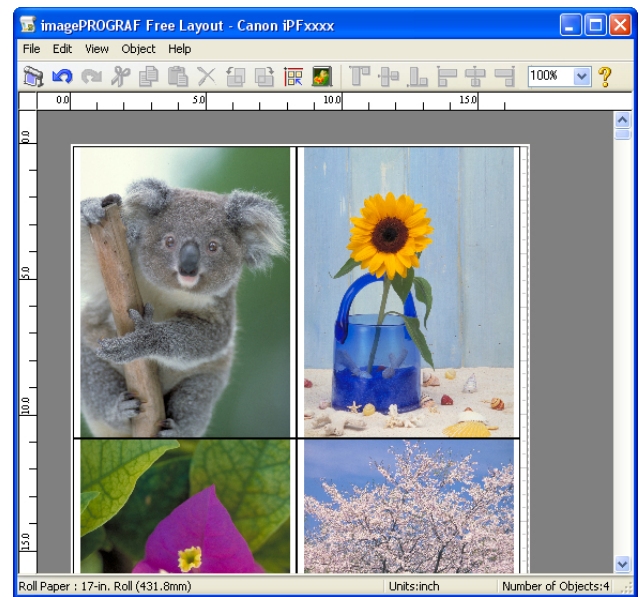 imagePROGRAF Free Layout - Canon iPFxxxx
File Edit View Object Help
100%
0.0 5.0 10.0 15.0
0.0
5.0
10.0
15.0
Roll Paper : 17-in. Roll (431.8mm) Units:inch Number of Objects:4